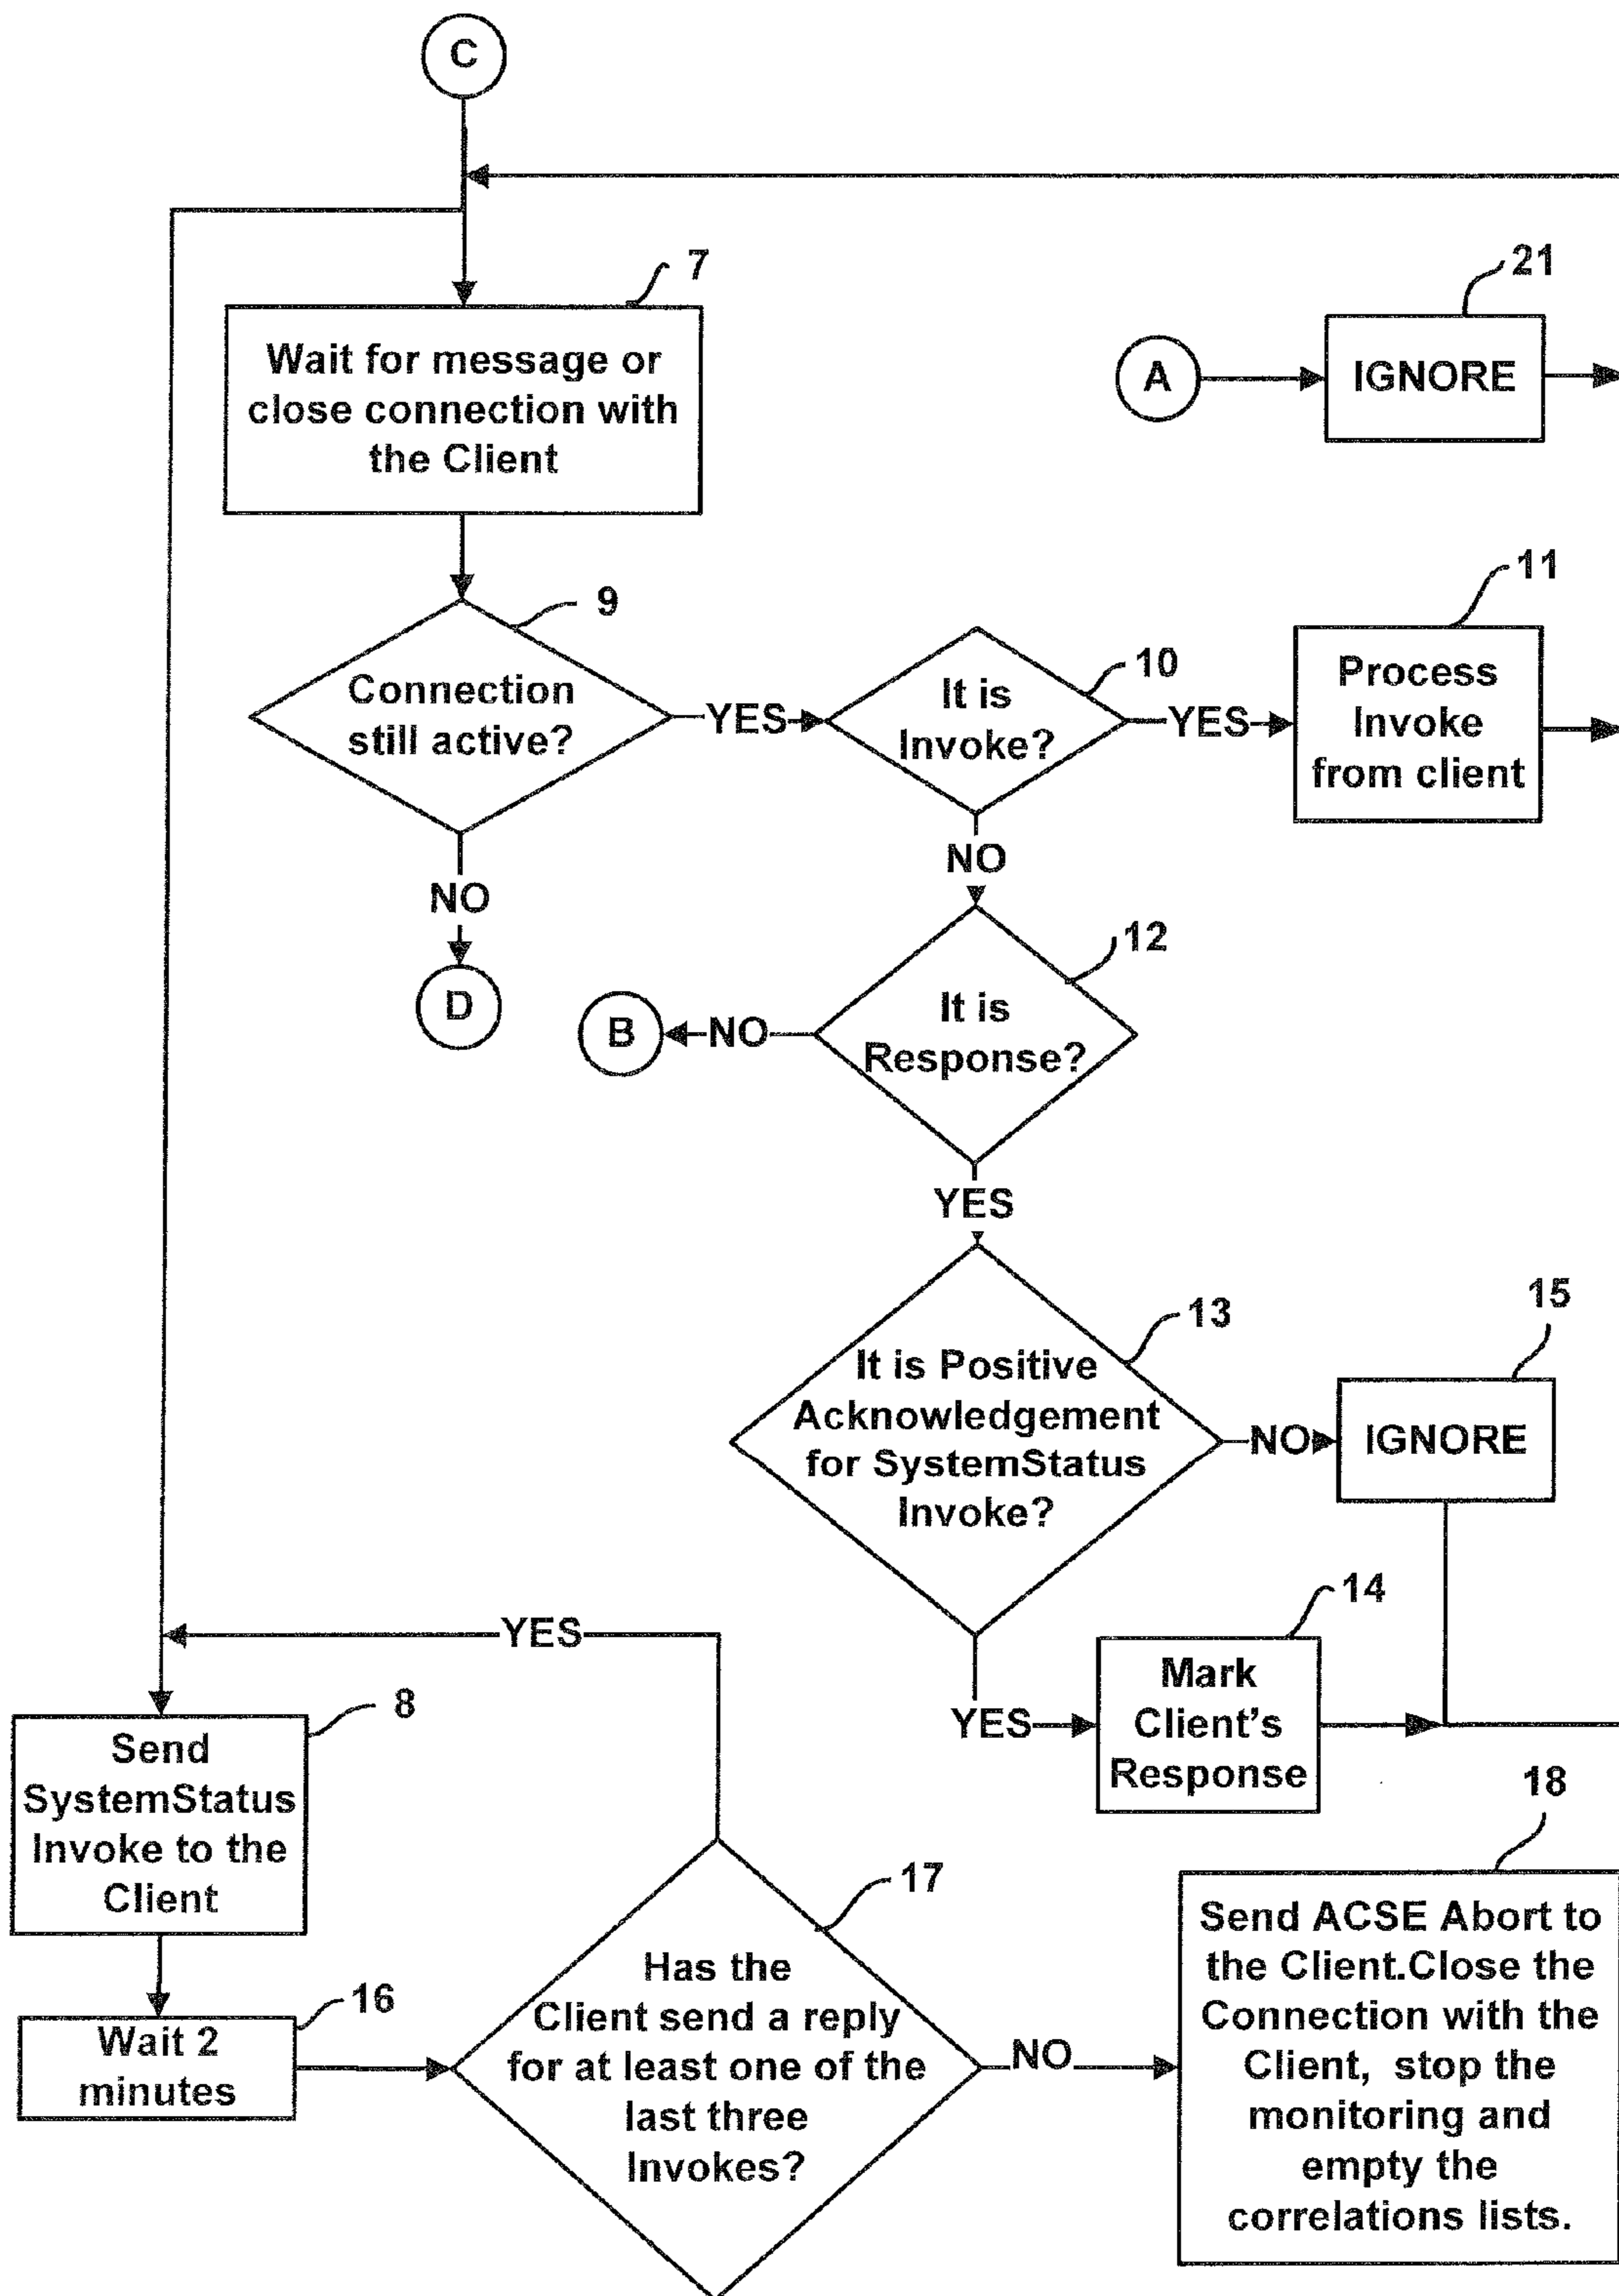 C
7
Wait for message or
close connection with
the Client
21
A
IGNORE
9
Connection
still active?
YES
10
It is
Invoke?
YES
11
Process
Invoke
from client
NO
D
NO
12
It is
Response?
NO
B
YES
13
It is Positive
Acknowledgement
for SystemStatus
Invoke?
NO
15
IGNORE
YES
14
Mark
Client's
Response
YES
8
Send
SystemStatus
Invoke to the
Client
16
Wait 2
minutes
17
Has the
Client send a reply
for at least one of the
last three
Invokes?
NO
18
Send ACSE Abort to
the Client.Close the
Connection with the
Client, stop the
monitoring and
empty the
correlations lists.